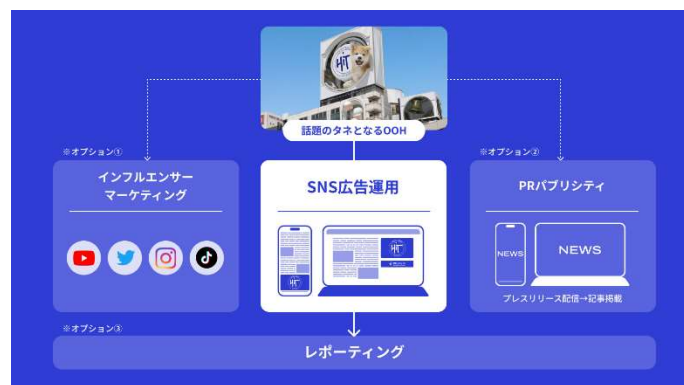 HIT
話題のタネとなるOOH
※オプション①
インフルエンサー
マーケティング
SNS広告運用
HIT
HIT
※オプション②
PRパブリシティ
NEWS
NEWS
プレスリリース配信→記事掲載
※オプション③
レポーティング